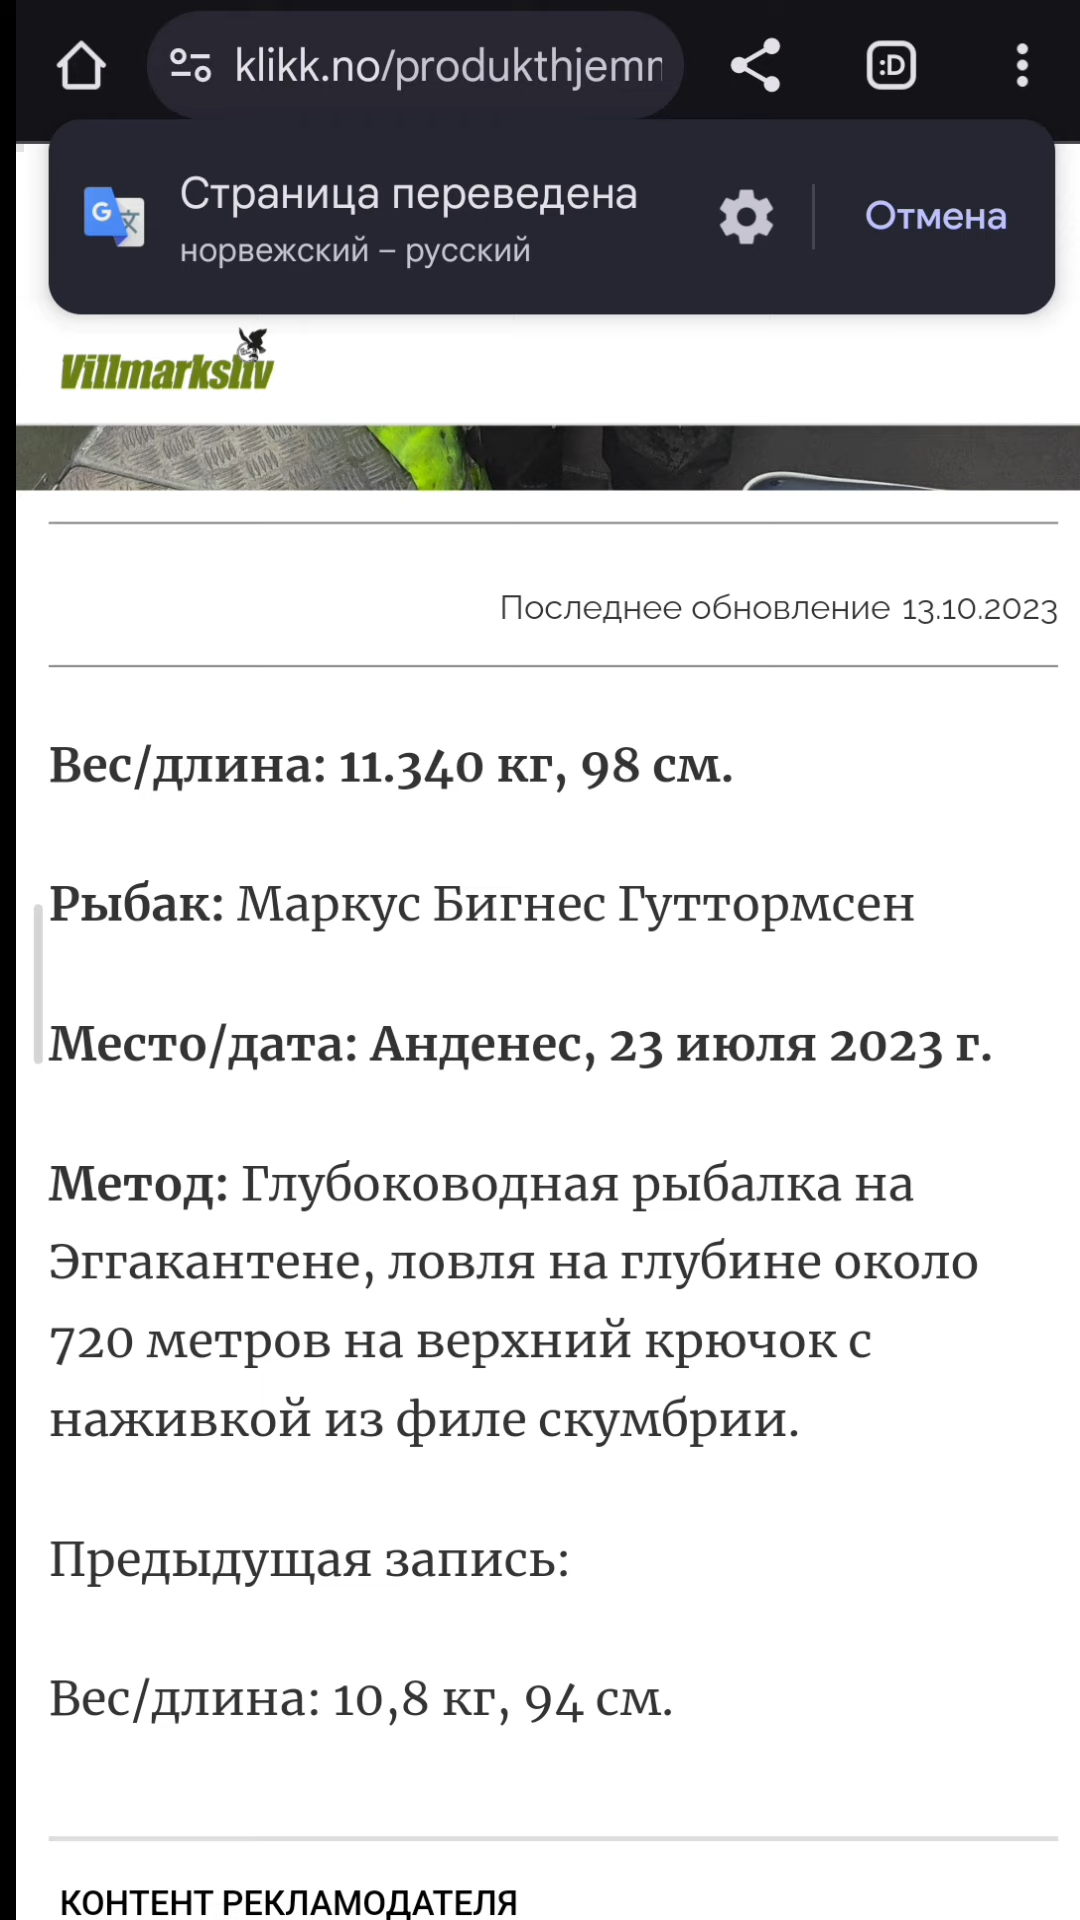 klikk.no/produkthjemm
:D
Страница переведена
норвежский – русский
Отмена
G 文
Villmarksliv
Последнее обновление 13.10.2023
Вес/длина: 11.340 кг, 98 см.
Рыбак: Маркус Бигнес Гуттормсен
Место/дата: Анденес, 23 июля 2023 г.
Метод: Глубоководная рыбалка на
Эггакантене, ловля на глубине около
720 метров на верхний крючок с
наживкой из филе скумбрии.
Предыдущая запись:
Вес/длина: 10,8 кг, 94 см.
КОНТЕНТ РЕКЛАМОДАТЕЛЯ